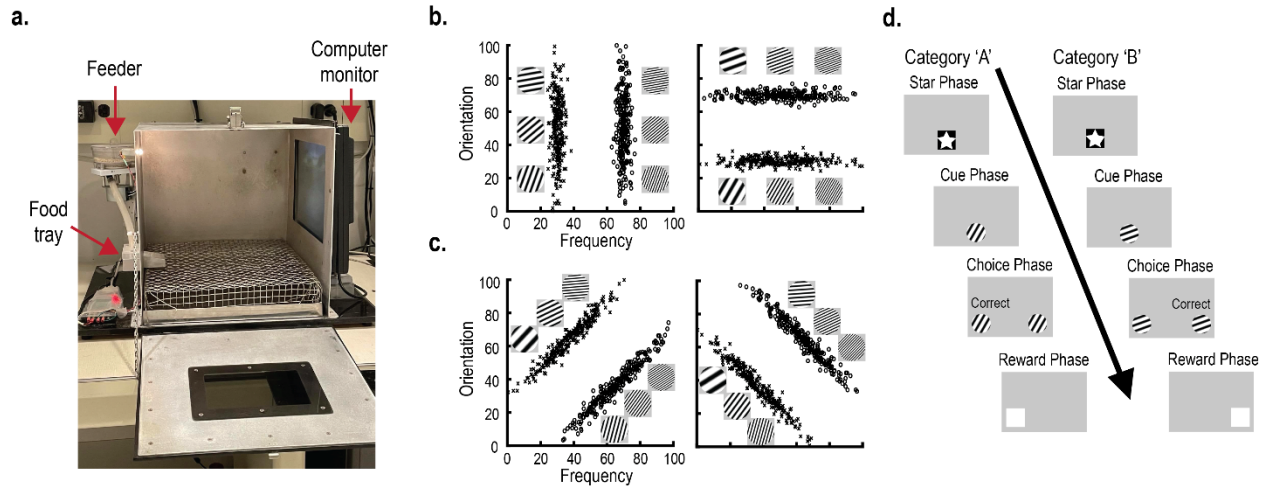 a.
Feeder
Computer
monitor
Food
tray
b.
Orientation
100
80
60
40
20
0
0 20 40 60 80 100
Frequency
c.
Orientation
100
80
60
40
20
0
0 20 40 60 80 100
Frequency
d.
Category ‘A’ Category ‘B’
Star Phase Star Phase
Cue Phase Cue Phase
Choice Phase Choice Phase
Correct Correct
Reward Phase Reward Phase